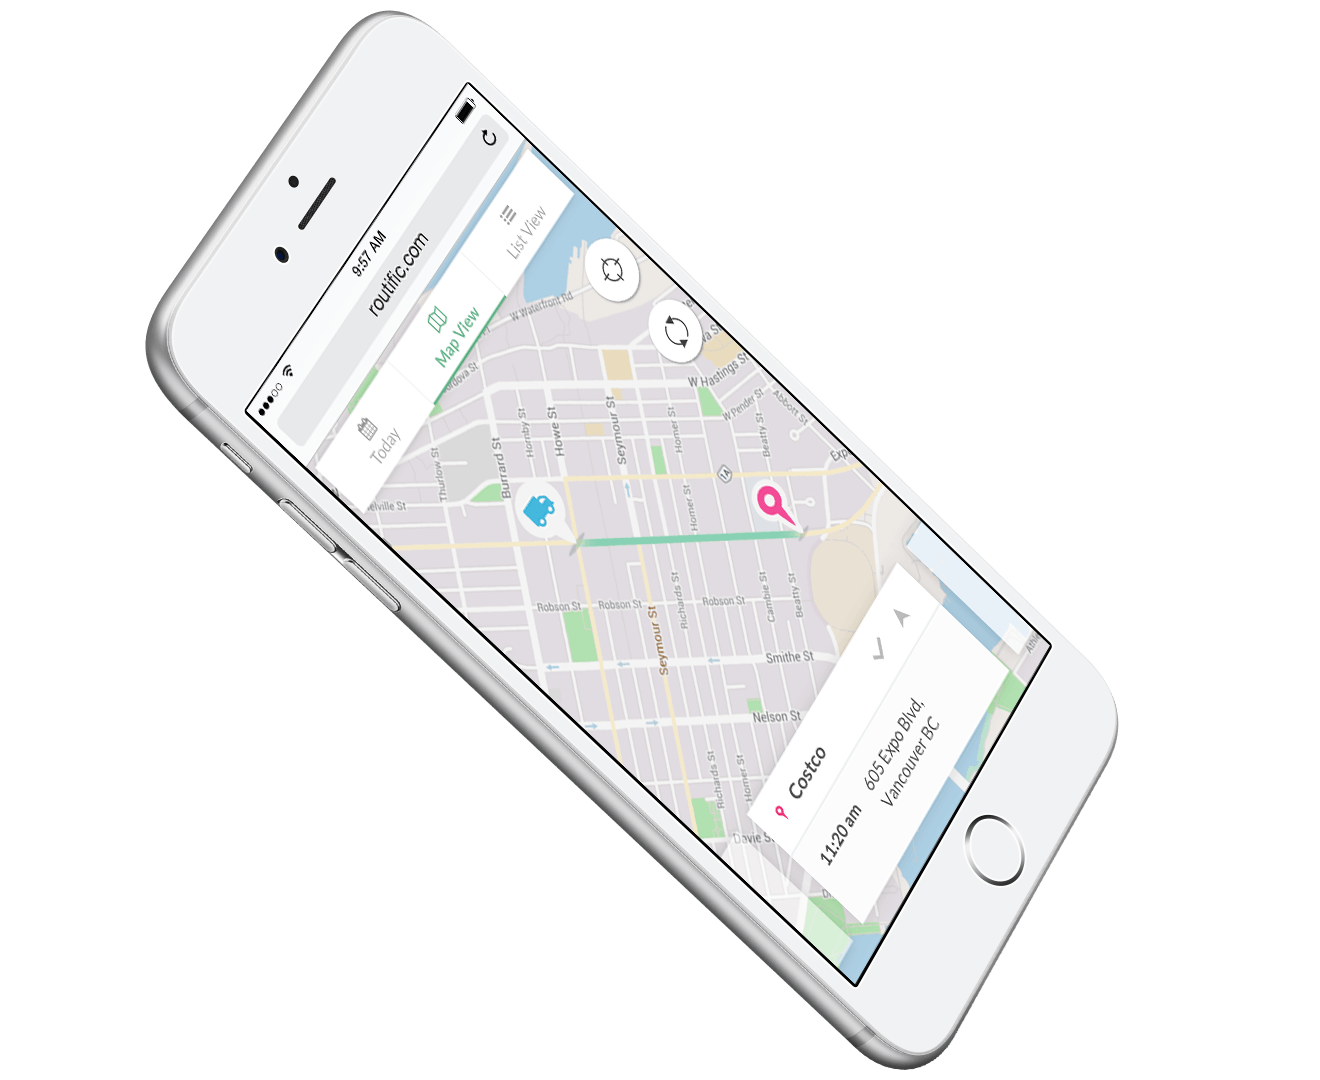 9:57 AM
routific.com
Today
Map View
List View
W Waterfront Rd
W Hastings St
W Pender St
Abbott St
Thurlow St
Burrard St
Hornby St
Howe St
Seymour St
Homer St
Beatty St
1A
Homer St
Robson St
Robson St
Robson St
Richards St
Cambie St
Beatty St
Seymour St
Smithe St
Nelson St
Richards St
Homer St
Costco
11:20 am
605 Expo Blvd,
Vancouver BC